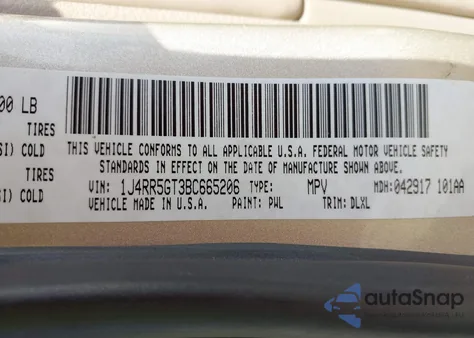 00 LB
TIRES
SI) COLD
TIRES
SI) COLD
THIS VEHICLE CONFORMS TO ALL APPLICABLE U.S.A. FEDERAL MOTOR VEHICLE SAFETY
STANDARDS IN EFFECT ON THE DATE OF MANUFACTURE SHOWN ABOVE.
VIN: 1J4RR5GT3BC665206 TYPE: MPV MDH: 042917 101AA
VEHICLE MADE IN U.S.A. PAINT: PWL TRIM: DLXL
autoSnap